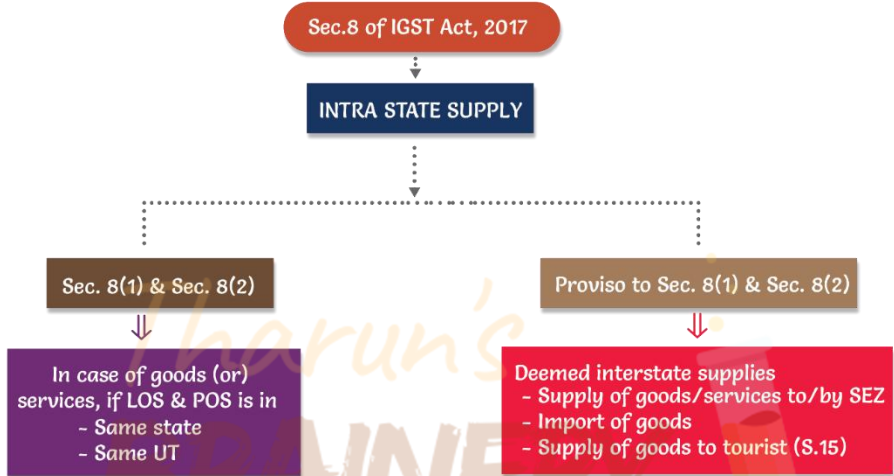 Sec.8 of IGST Act, 2017
INTRA STATE SUPPLY
Sec. 8(1) & Sec. 8(2)
Proviso to Sec. 8(1) & Sec. 8(2)
In case of goods (or)
services, if LOS & POS is in
- Same state
- Same UT
Deemed interstate supplies
- Supply of goods/services to/by SEZ
- Import of goods
- Supply of goods to tourist (S.15)
Tharun's